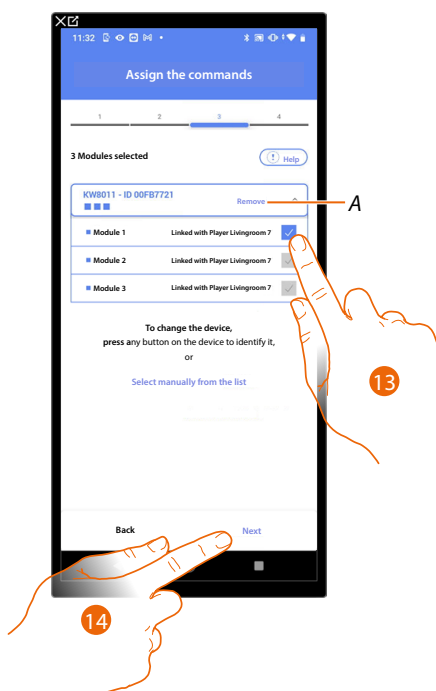 11:32
Assign the commands
1 2 3 4
3 Modules selected
! Help
KW8011 - ID 00FB7721
Remove
A
Module 1 Linked with Player Livingroom 7
Module 2 Linked with Player Livingroom 7
Module 3 Linked with Player Livingroom 7
To change the device,
press any button on the device to identify it,
or
Select manually from the list
13
Back Next
14